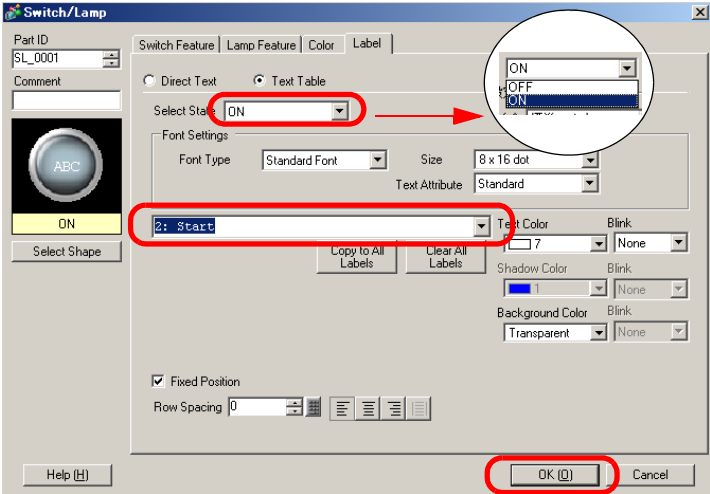 Switch/Lamp
Part ID
SL_0001
Comment
ABC
ON
Select Shape
Switch Feature
Lamp Feature
Color
Label
Direct Text
Text Table
Select State
ON
ON
OFF
ON
Font Settings
Font Type
Standard Font
Size
8 x 16 dot
Text Attribute
Standard
2: Start
Copy to All
Labels
Clear All
Labels
Text Color
Blink
7
None
Shadow Color
Blink
1
None
Background Color
Blink
Transparent
None
Fixed Position
Row Spacing
0
Help (H)
OK (O)
Cancel